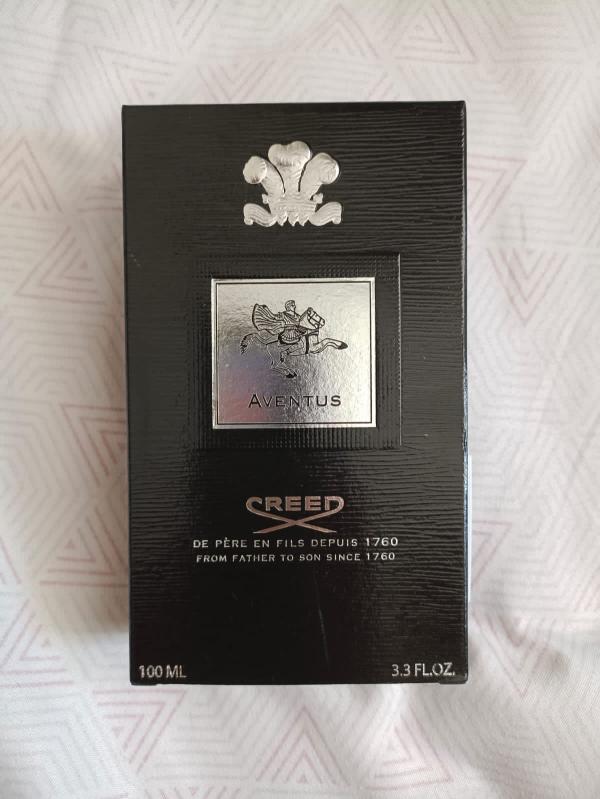 AVENTUS
CREED
DE PÈRE EN FILS DEPUIS 1760
FROM FATHER TO SON SINCE 1760
100 ML
3.3 FL.OZ.